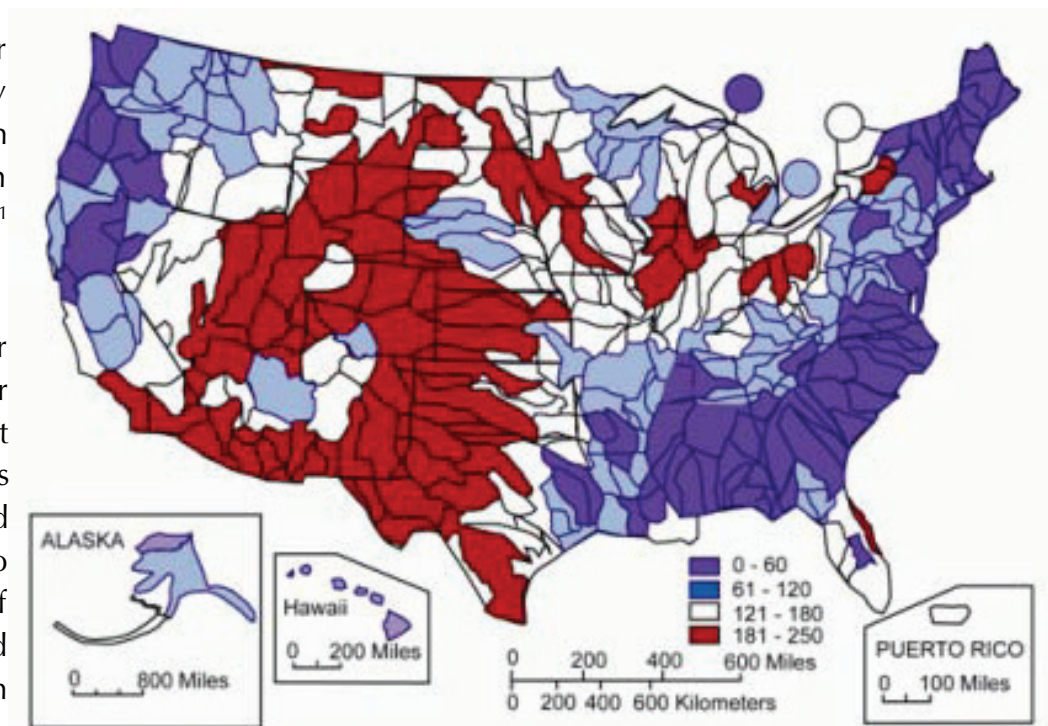 r
y
n
n
1
r
r
t
s
d
o
f
d
n
ALASKA
0 800 Miles
Hawaii
0 200 Miles
0 - 60
61 - 120
121 - 180
181 - 250
0 200 400 600 Miles
0 200 400 600 Kilometers
PUERTO RICO
0 100 Miles